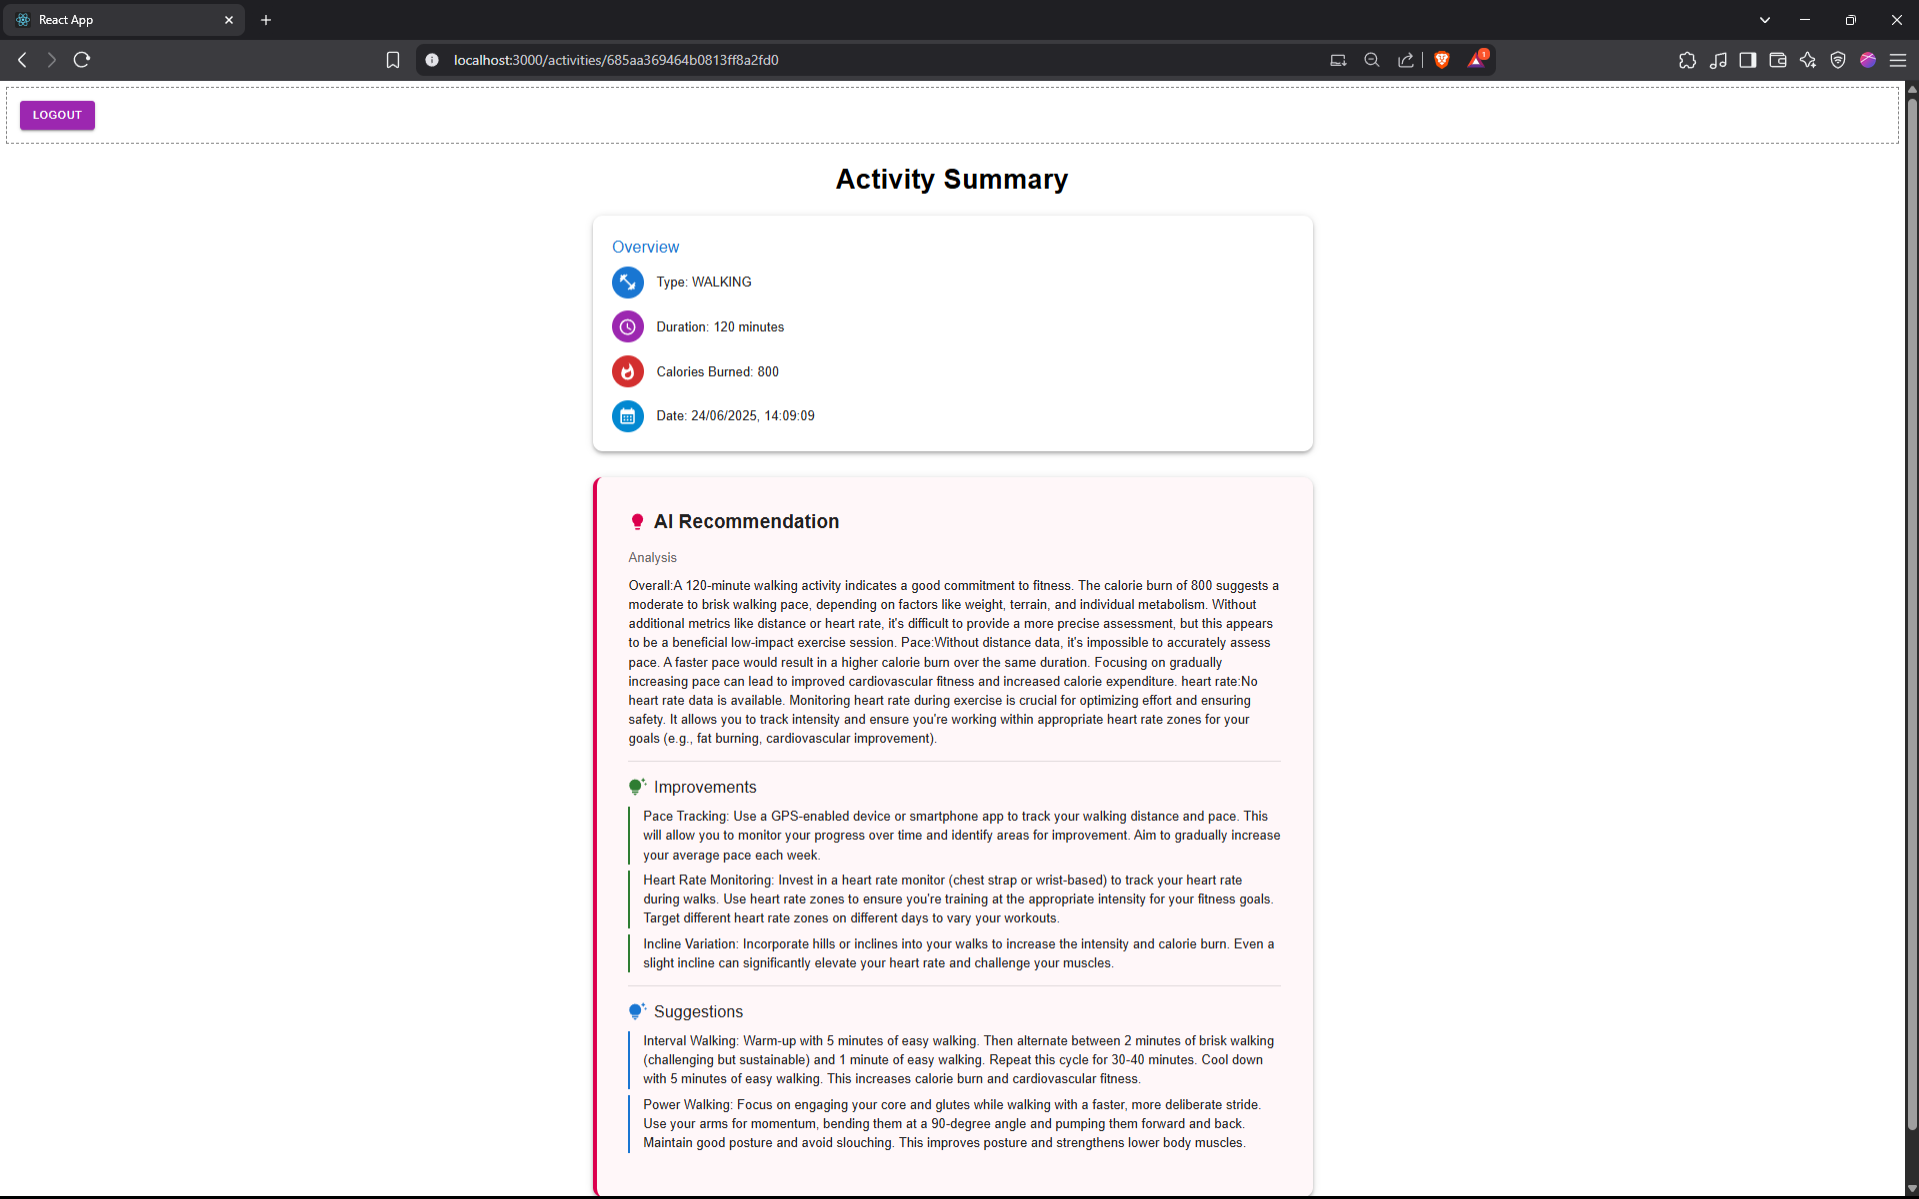 React App
localhost:3000/activities/685aa369464b0813ff8a2fd0
1
LOGOUT
Activity Summary
Overview
Type: WALKING
Duration: 120 minutes
Calories Burned: 800
Date: 24/06/2025, 14:09:09
AI Recommendation
Analysis
Overall:A 120-minute walking activity indicates a good commitment to fitness. The calorie burn of 800 suggests a
moderate to brisk walking pace, depending on factors like weight, terrain, and individual metabolism. Without
additional metrics like distance or heart rate, it's difficult to provide a more precise assessment, but this appears
to be a beneficial low-impact exercise session. Pace:Without distance data, it's impossible to accurately assess
pace. A faster pace would result in a higher calorie burn over the same duration. Focusing on gradually
increasing pace can lead to improved cardiovascular fitness and increased calorie expenditure. heart rate:No
heart rate data is available. Monitoring heart rate during exercise is crucial for optimizing effort and ensuring
safety. It allows you to track intensity and ensure you're working within appropriate heart rate zones for your
goals (e.g., fat burning, cardiovascular improvement).
Improvements
Pace Tracking: Use a GPS-enabled device or smartphone app to track your walking distance and pace. This
will allow you to monitor your progress over time and identify areas for improvement. Aim to gradually increase
your average pace each week.
Heart Rate Monitoring: Invest in a heart rate monitor (chest strap or wrist-based) to track your heart rate
during walks. Use heart rate zones to ensure you're training at the appropriate intensity for your fitness goals.
Target different heart rate zones on different days to vary your workouts.
Incline Variation: Incorporate hills or inclines into your walks to increase the intensity and calorie burn. Even a
slight incline can significantly elevate your heart rate and challenge your muscles.
Suggestions
Interval Walking: Warm-up with 5 minutes of easy walking. Then alternate between 2 minutes of brisk walking
(challenging but sustainable) and 1 minute of easy walking. Repeat this cycle for 30-40 minutes. Cool down
with 5 minutes of easy walking. This increases calorie burn and cardiovascular fitness.
Power Walking: Focus on engaging your core and glutes while walking with a faster, more deliberate stride.
Use your arms for momentum, bending them at a 90-degree angle and pumping them forward and back.
Maintain good posture and avoid slouching. This improves posture and strengthens lower body muscles.